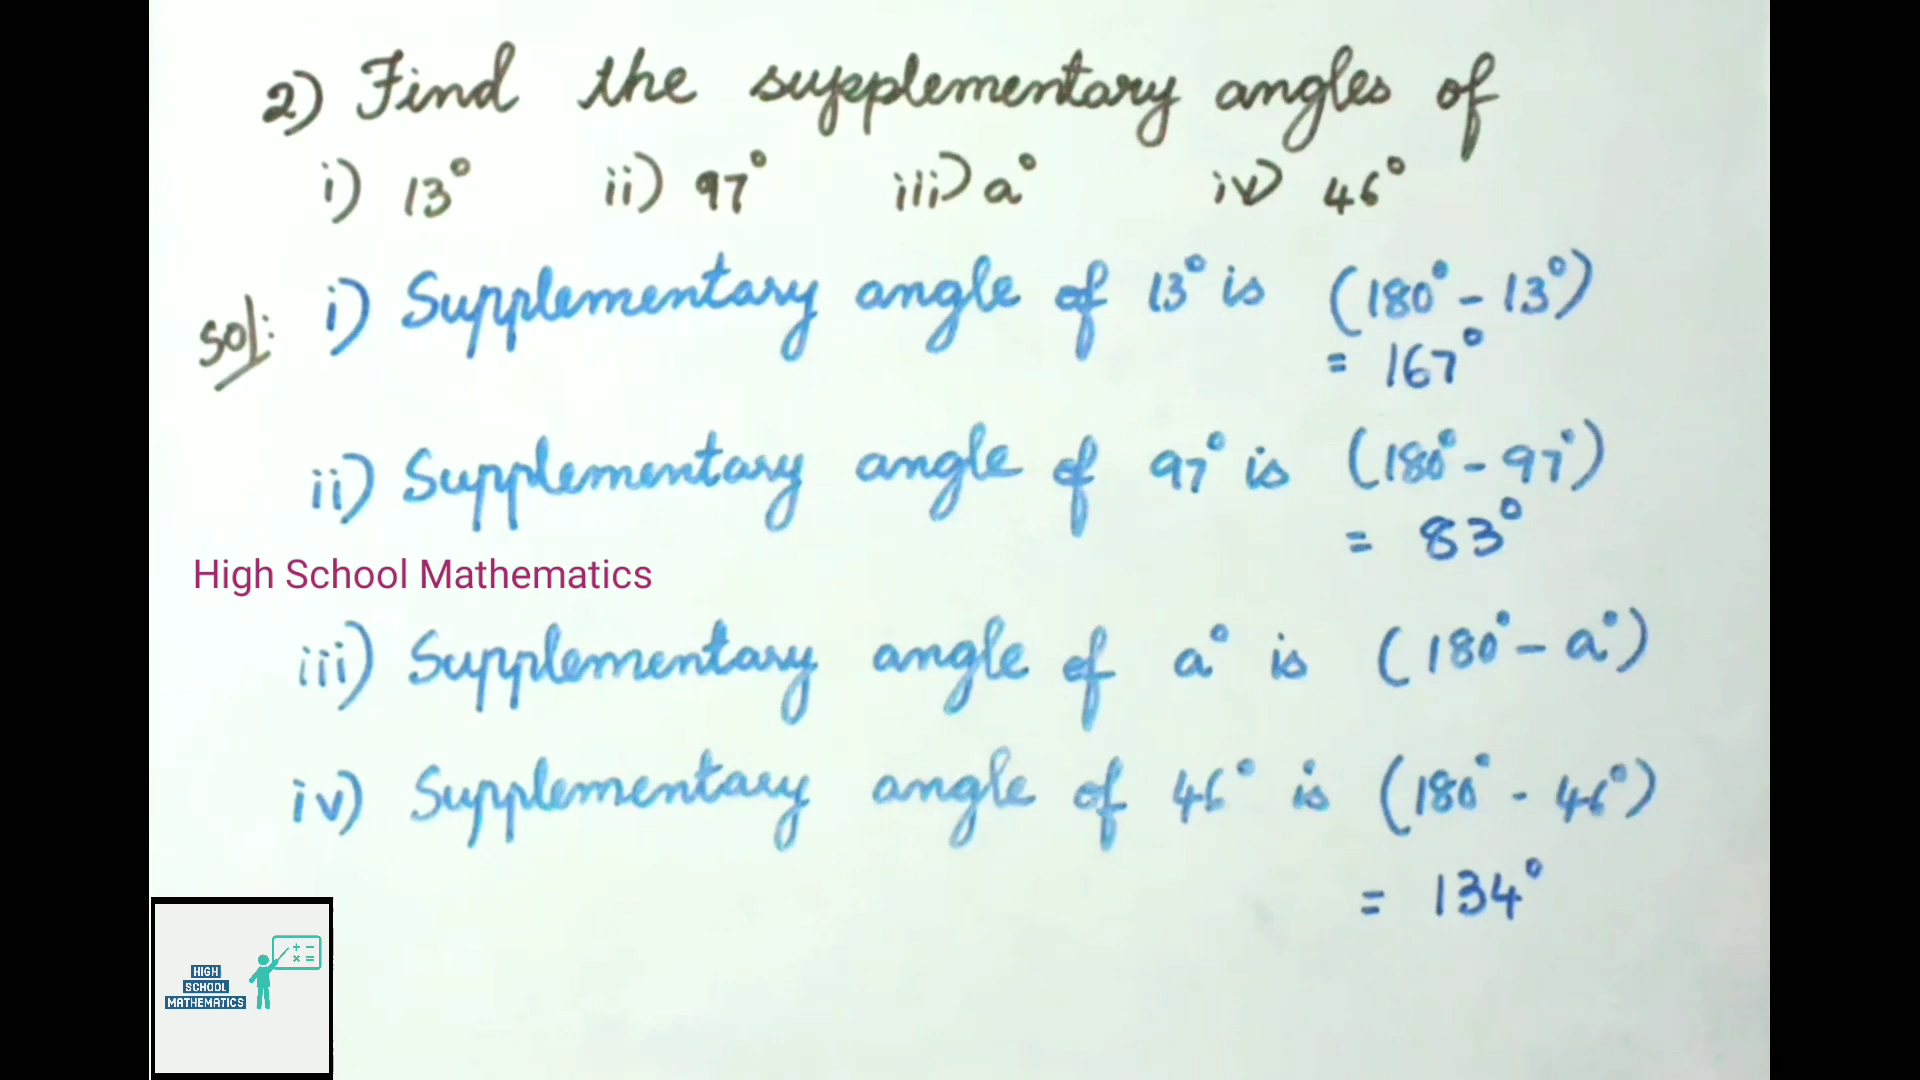 2) Find the supplementary angles of
i) 13° ii) 97° iii) a° iv) 46°
Sol: i) Supplementary angle of 13° is (180° - 13°)
= 167°
ii) Supplementary angle of 97° is (180° - 97°)
= 83°
High School Mathematics
iii) Supplementary angle of a° is (180° - a°)
iv) Supplementary angle of 46° is (180° - 46°)
= 134°
+ -
× =
HIGH
SCHOOL
MATHEMATICS